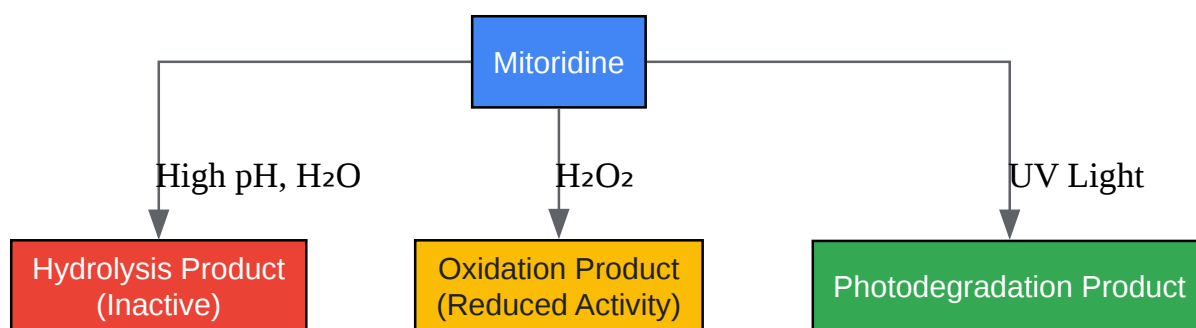 Mitoridine
High pH, H₂O
H₂O₂
UV Light
Hydrolysis Product
(Inactive)
Oxidation Product
(Reduced Activity)
Photodegradation Product